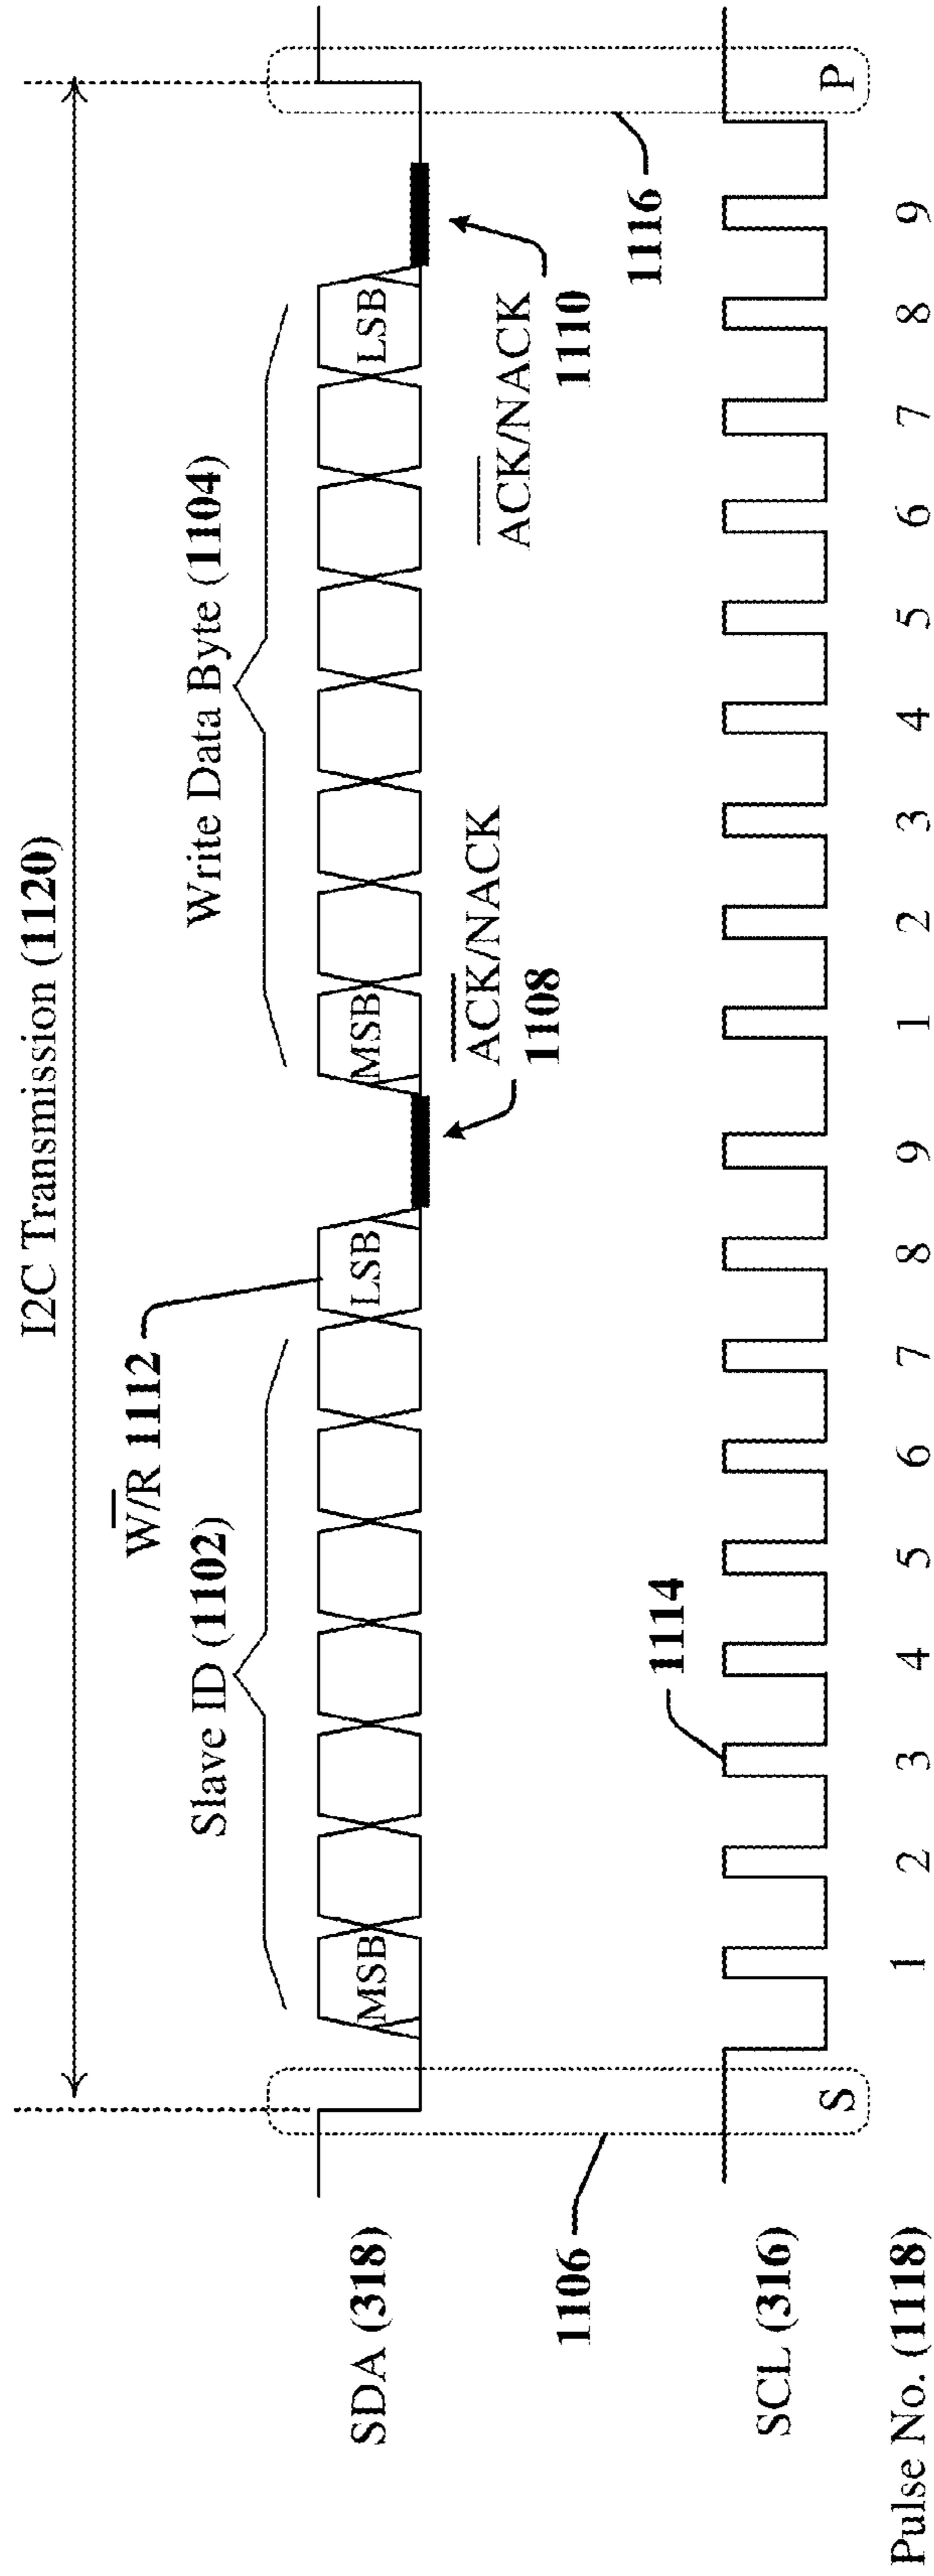 I2C Transmission (1120)
W̅/R 1112
Slave ID (1102)
Write Data Byte (1104)
SDA (318)
MSB
LSB
MSB
LSB
A̅C̅K̅/NACK
1108
A̅C̅K̅/NACK
1110
1106
1114
1116
SCL (316)
S
P
Pulse No. (1118)
1 2 3 4 5 6 7 8 9 1 2 3 4 5 6 7 8 9